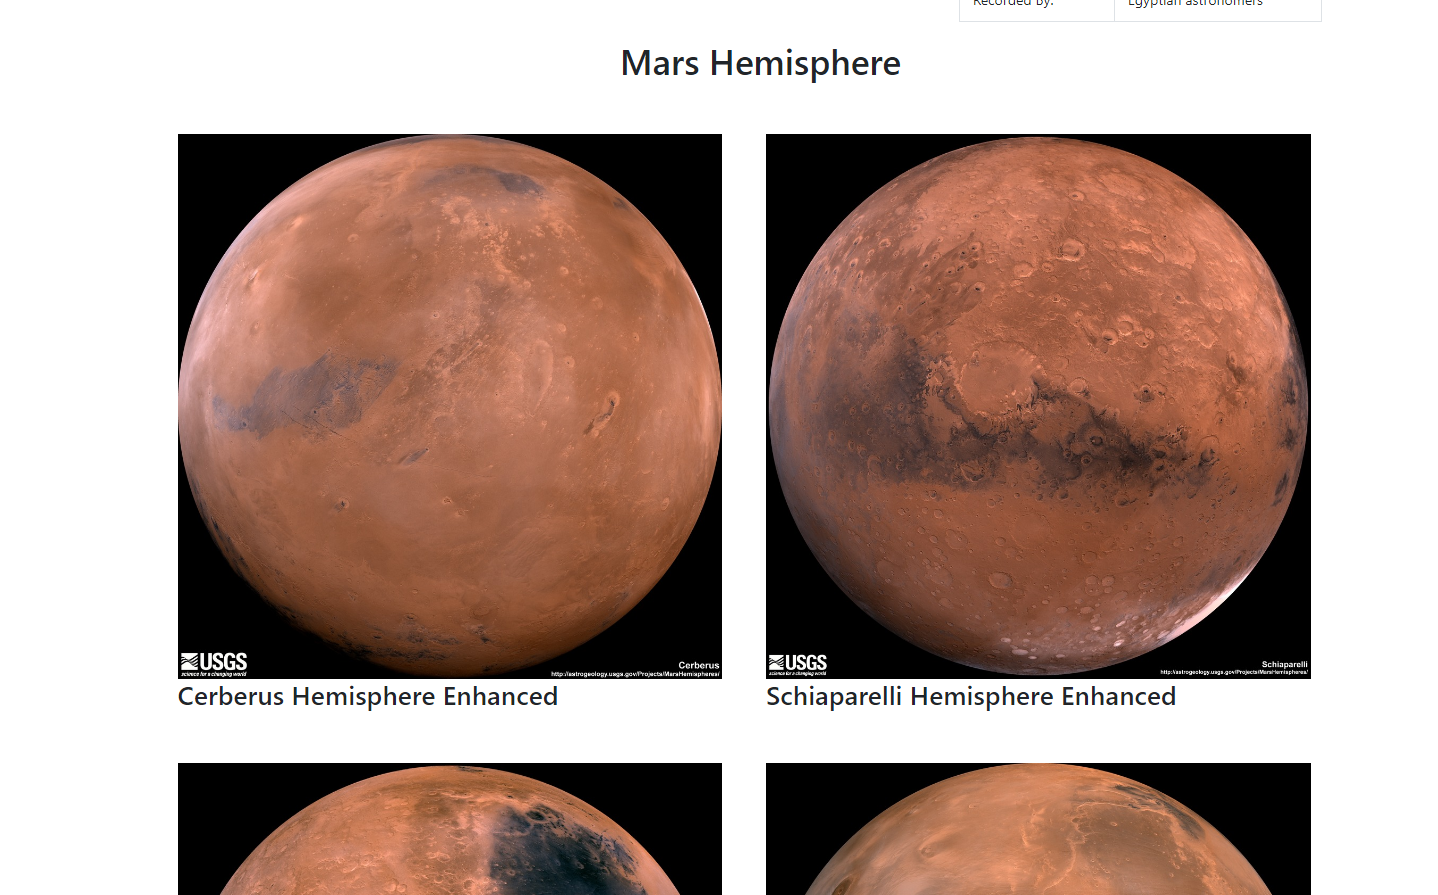 Recorded By: Egyptian astronomers
Mars Hemisphere
USGS
science for a changing world
Cerberus
http://astrogeology.usgs.gov/Projects/MarsHemispheres/
USGS
science for a changing world
Schiaparelli
http://astrogeology.usgs.gov/Projects/MarsHemispheres/
Cerberus Hemisphere Enhanced
Schiaparelli Hemisphere Enhanced